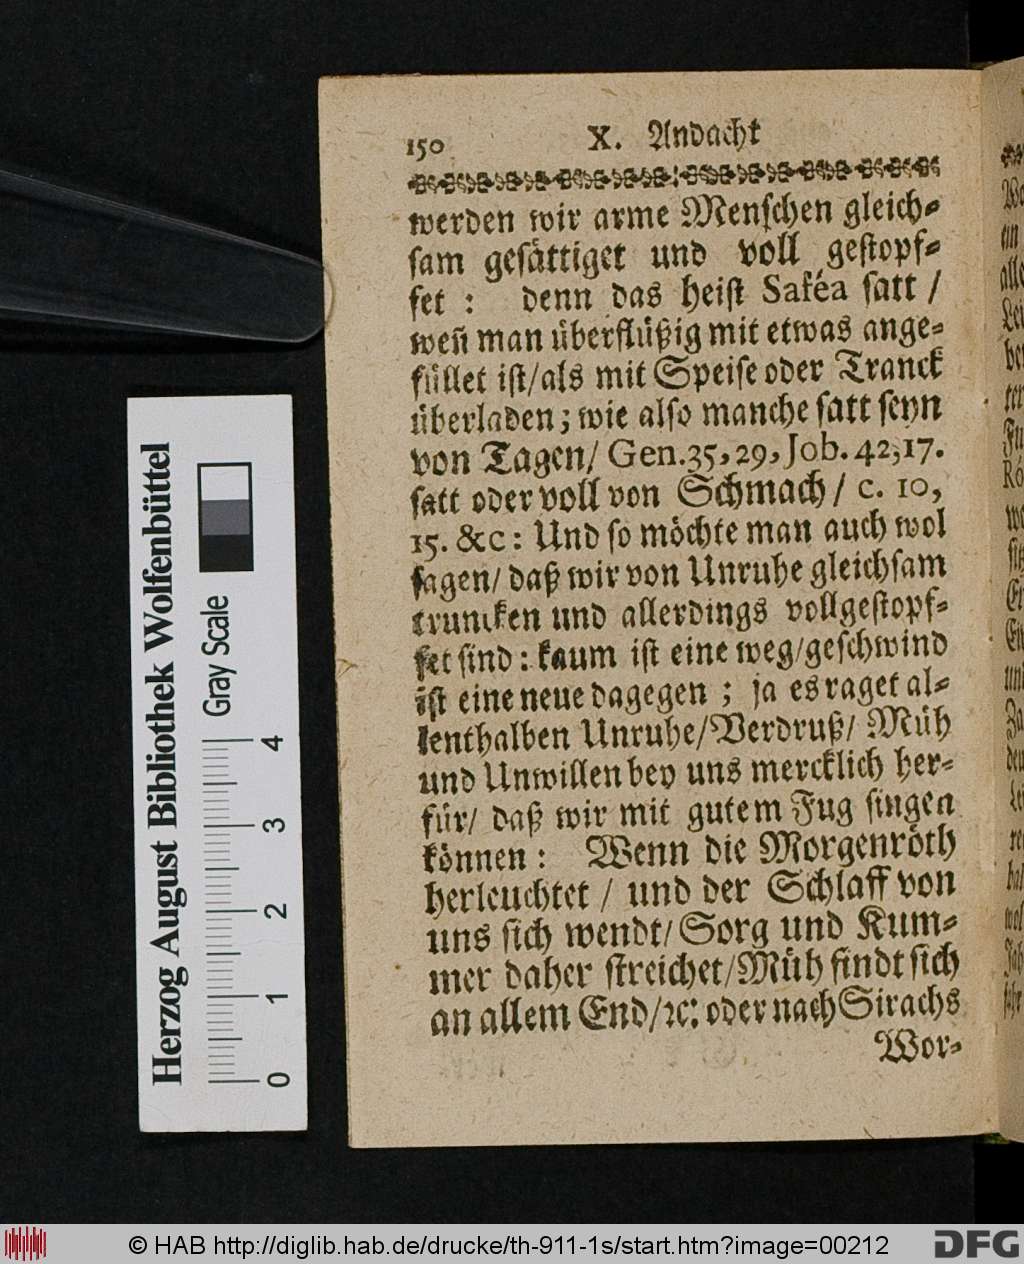 150 X. Andacht
werden wir arme Menſchen gleich⸗
ſam geſättiget und voll geſtopf⸗
fet : denn das heiſt Sakéa ſatt /
weñ man überflüßig mit etwas ange⸗
füllet iſt/als mit Speiſe oder Tranck
überladen; wie alſo manche ſatt ſeyn
von Tagen/ Gen. 35, 29, Job. 42, 17.
ſatt oder voll von Schmach / c. 10,
15. &c: Und ſo möchte man auch wol
ſagen/ daß wir von Unruhe gleichſam
truncken und allerdings vollgeſtopf⸗
fet ſind: kaum iſt eine weg/geſchwind
iſt eine neue dagegen ; ja es raget al⸗
lenthalben Unruhe/Verdruß/ Müh
und Unwillen bey uns mercklich her⸗
für/ daß wir mit gutem Fug ſingen
können : Wenn die Morgenröth
herleuchtet / und der Schlaff von
uns ſich wendt/ Sorg und Kum⸗
mer daher ſtreichet/Müh findt ſich
an allem End/ꝛc: oder nach Sirachs
Wor⸗
Herzog August Bibliothek Wolfenbüttel
Gray Scale
0 1 2 3 4
© HAB http://diglib.hab.de/drucke/th-911-1s/start.htm?image=00212
DFG